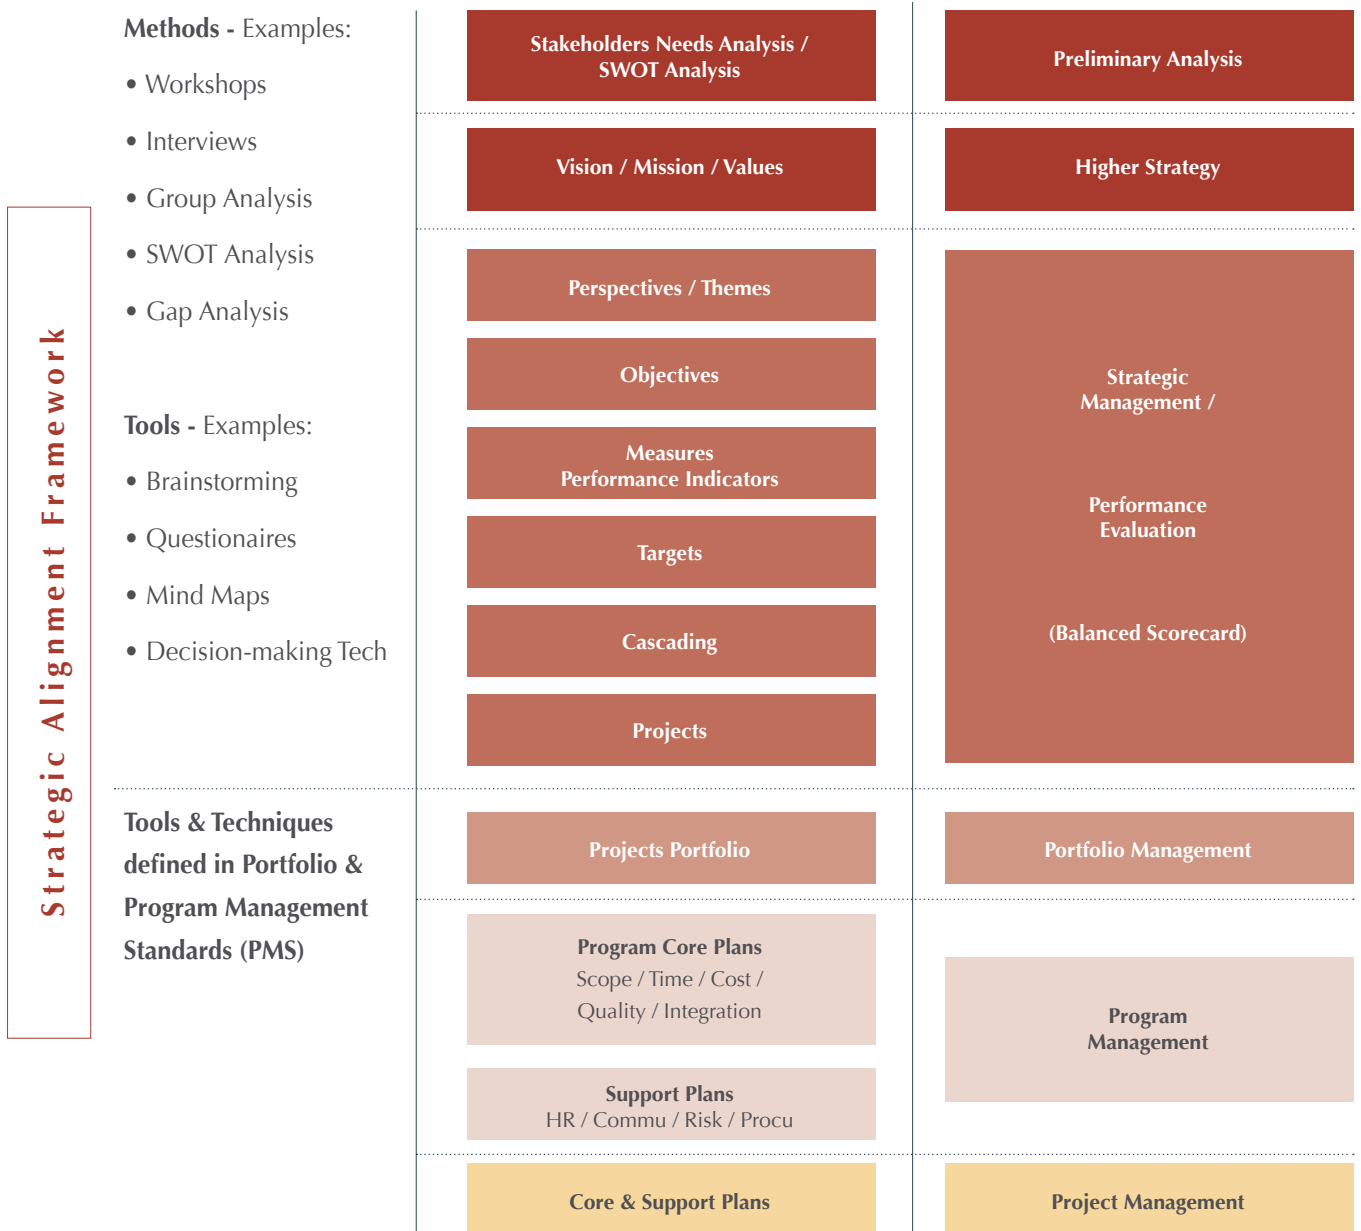 Strategic Alignment Framework
Methods - Examples:
• Workshops
• Interviews
• Group Analysis
• SWOT Analysis
• Gap Analysis
Tools - Examples:
• Brainstorming
• Questionaires
• Mind Maps
• Decision-making Tech
Tools & Techniques
defined in Portfolio &
Program Management
Standards (PMS)
Stakeholders Needs Analysis /
SWOT Analysis
Vision / Mission / Values
Perspectives / Themes
Objectives
Measures
Performance Indicators
Targets
Cascading
Projects
Projects Portfolio
Program Core Plans
Scope / Time / Cost /
Quality / Integration
Support Plans
HR / Commu / Risk / Procu
Core & Support Plans
Preliminary Analysis
Higher Strategy
Strategic
Management /
Performance
Evaluation
(Balanced Scorecard)
Portfolio Management
Program
Management
Project Management